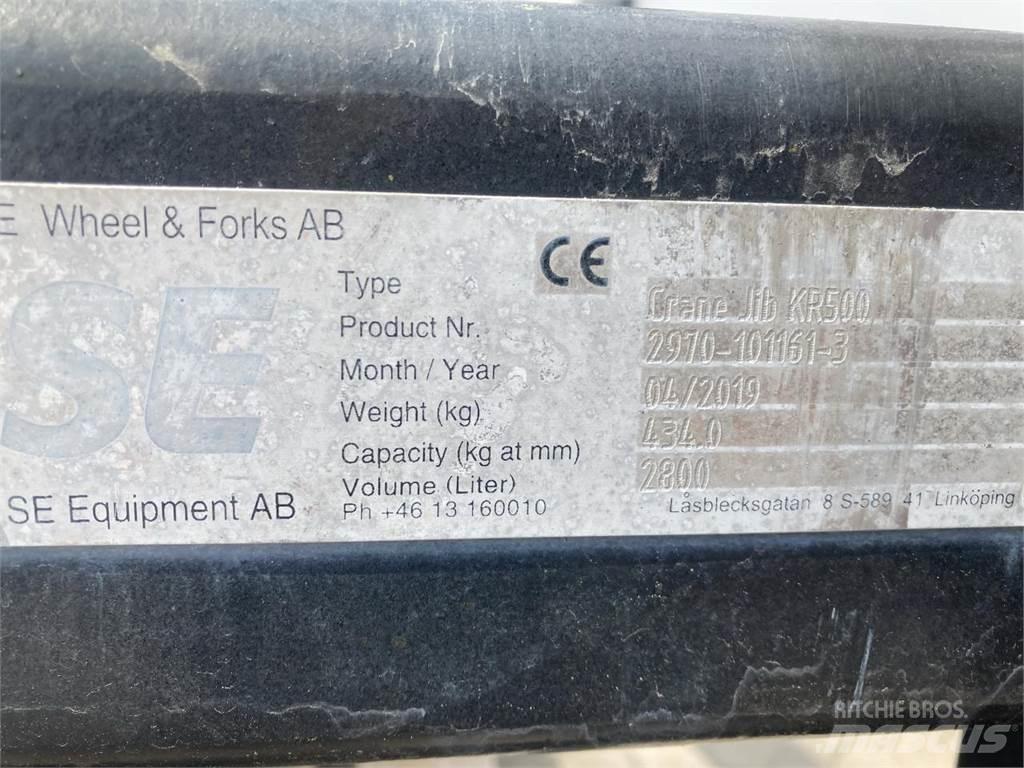 E Wheel & Forks AB
CE
SE
Type Crane Jib KR500
Product Nr. 2970-101161-3
Month / Year 04/2019
Weight (kg) 434.0
Capacity (kg at mm) 2800
Volume (Liter)
SE Equipment AB
Ph +46 13 160010 Låsblecksgatan 8 S-589 41 Linköping
RITCHIE BROS.
MASCUS